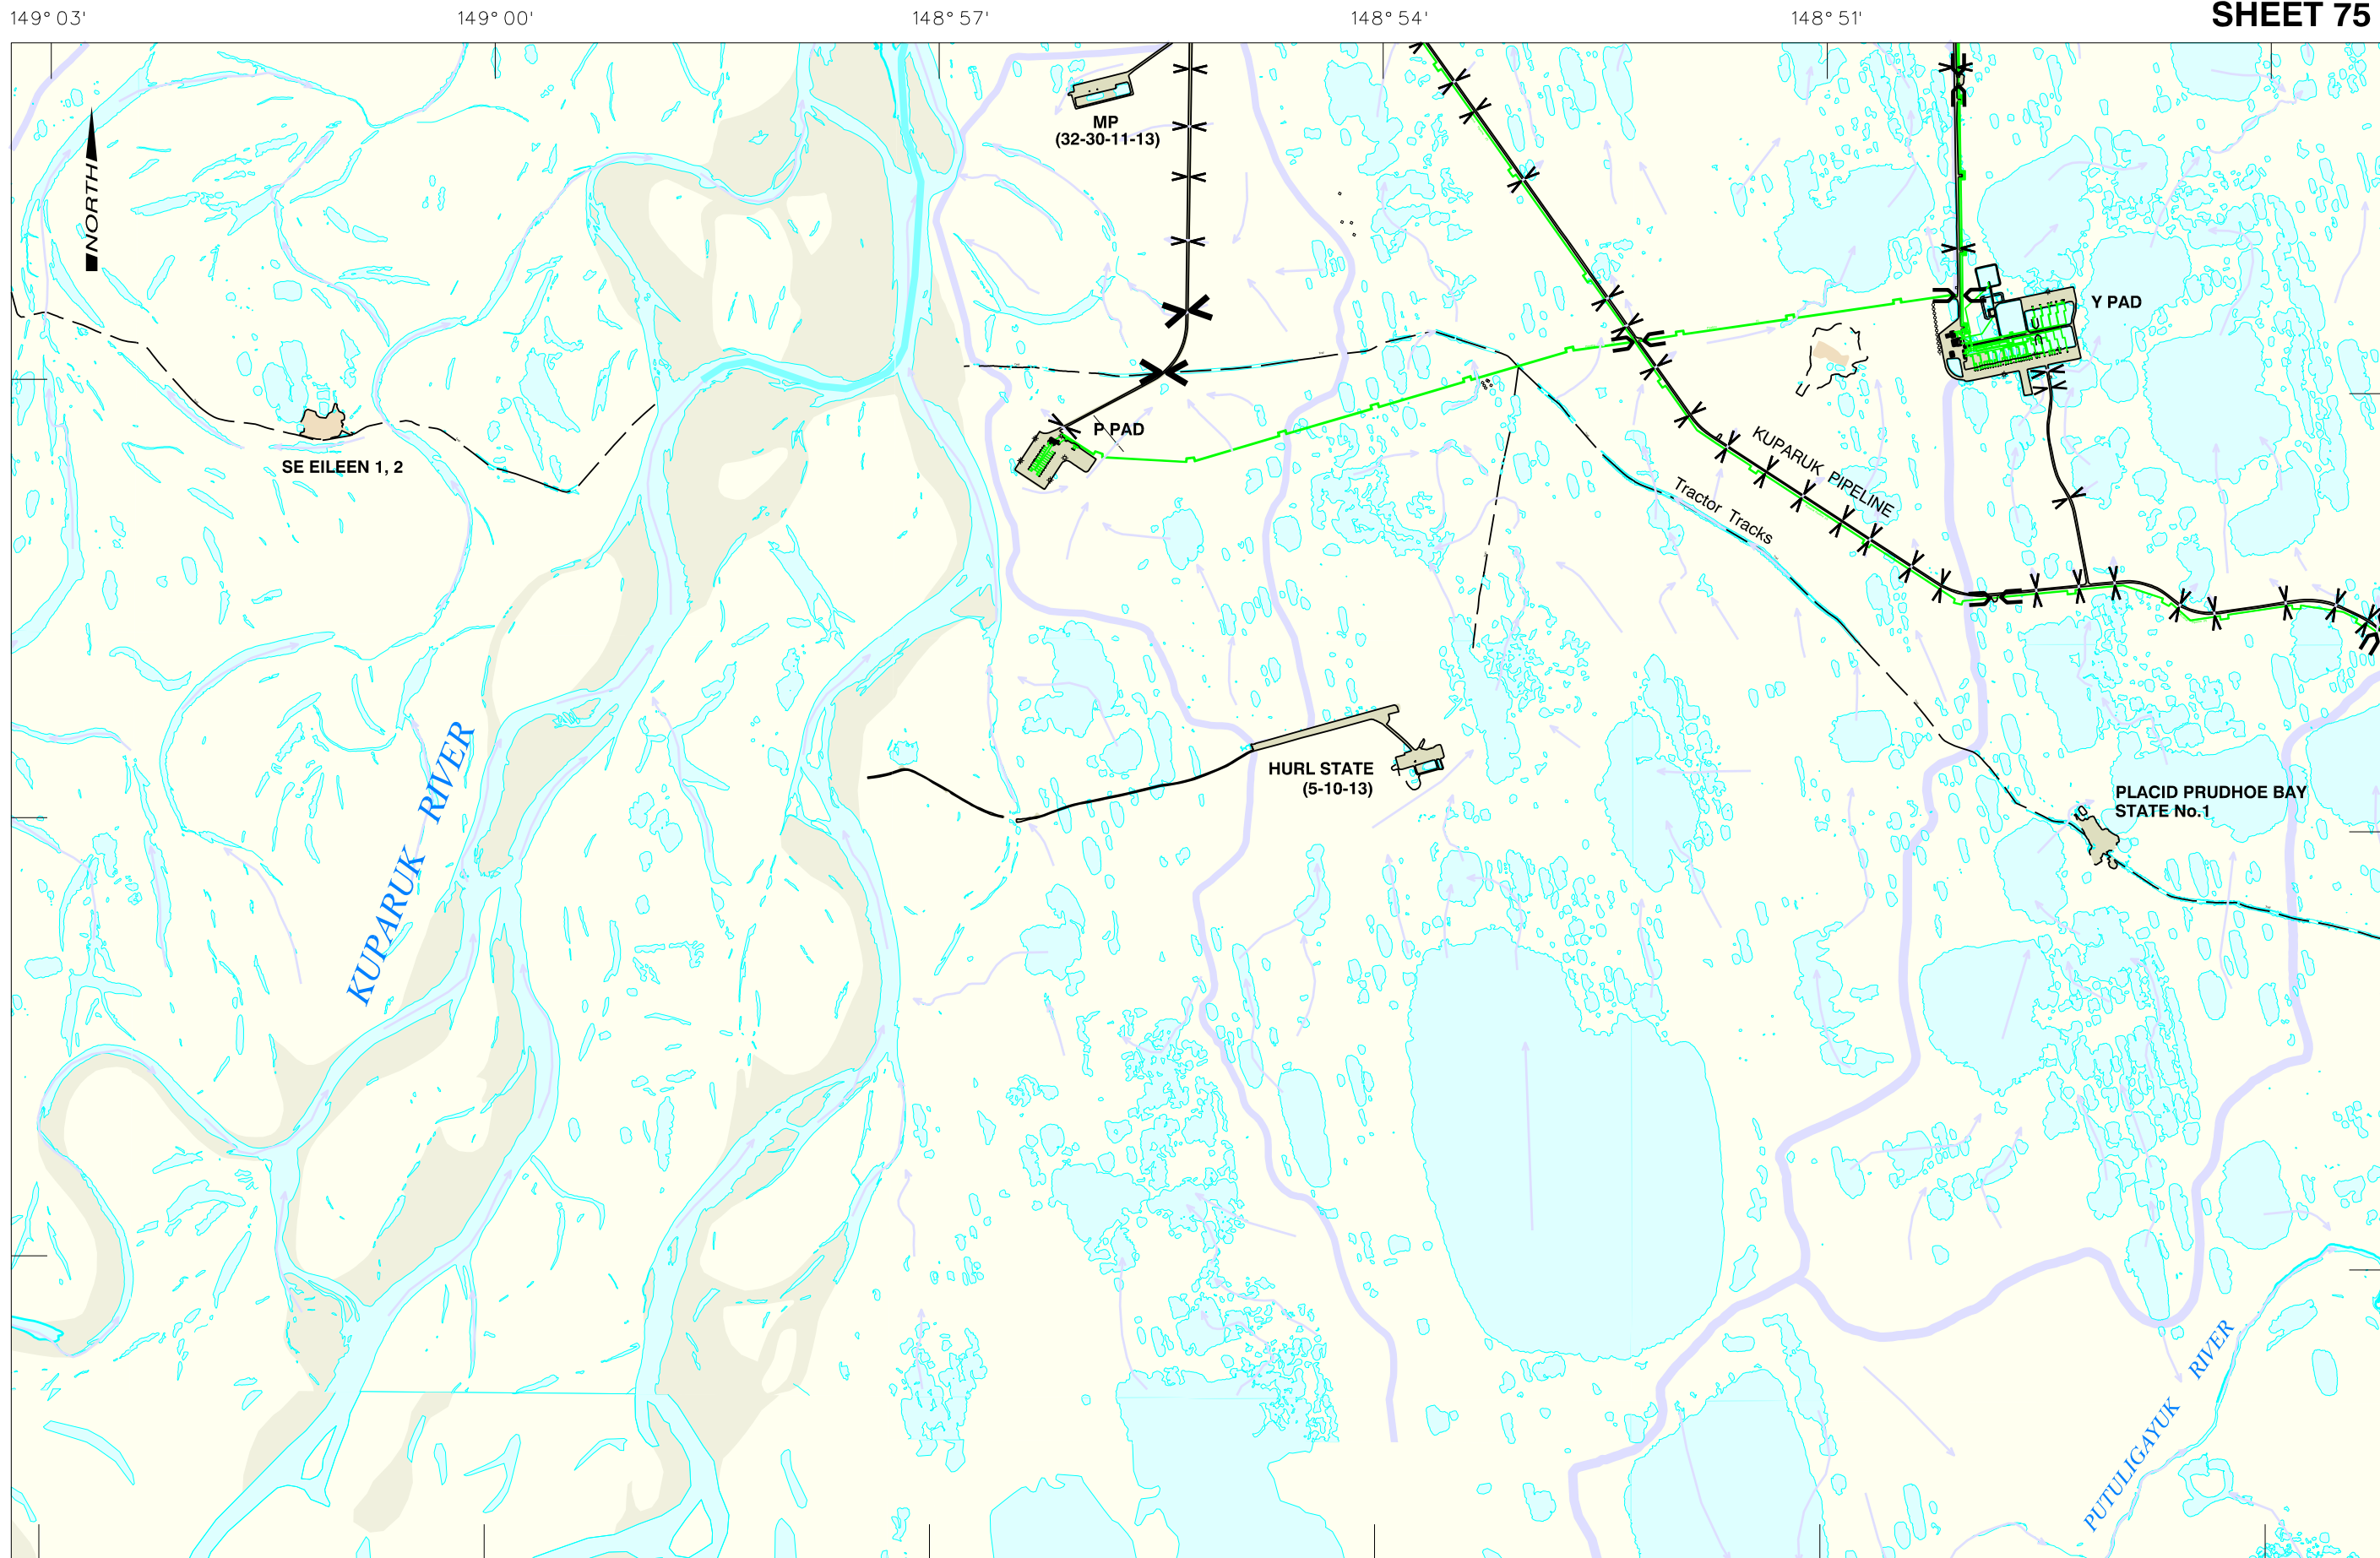 149° 03'
149° 00'
148° 57'
148° 54'
148° 51'
SHEET 75
NORTH
MP
(32-30-11-13)
Y PAD
P PAD
SE EILEEN 1, 2
KUPARUK PIPELINE
Tractor Tracks
KUPARUK RIVER
HURL STATE
(5-10-13)
PLACID PRUDHOE BAY
STATE No.1
PUTULIGAYUK RIVER